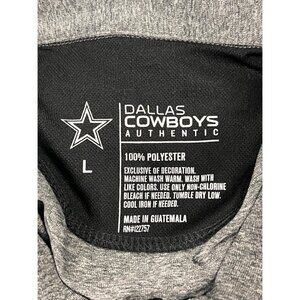 DALLAS
COWBOYS
AUTHENTIC
L
100% POLYESTER
EXCLUSIVE OF DECORATION.
MACHINE WASH WARM. WASH WITH
LIKE COLORS. USE ONLY NON-CHLORINE
BLEACH IF NEEDED. TUMBLE DRY LOW.
COOL IRON IF NEEDED.
MADE IN GUATEMALA
RN#122757